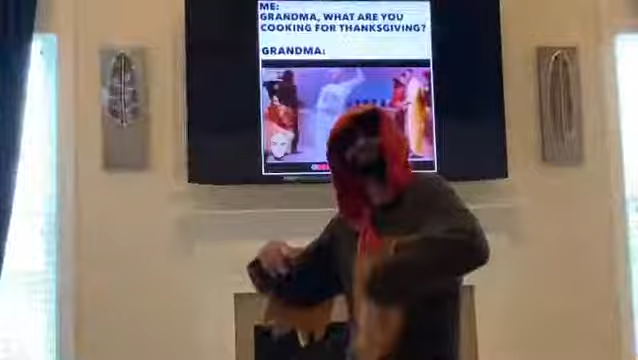 ME:
GRANDMA, WHAT ARE YOU
COOKING FOR THANKSGIVING?
GRANDMA: